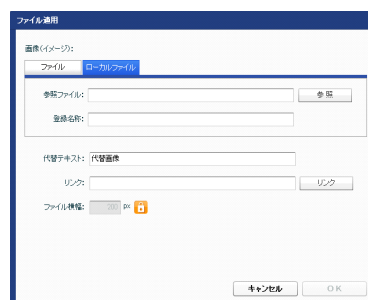 ファイル適用
画像(イメージ):
ファイル ローカルファイル
参照ファイル: 参 照
登録名称:
代替テキスト: 代替画像
リンク: リンク
ファイル横幅: 200 px
キャンセル OK